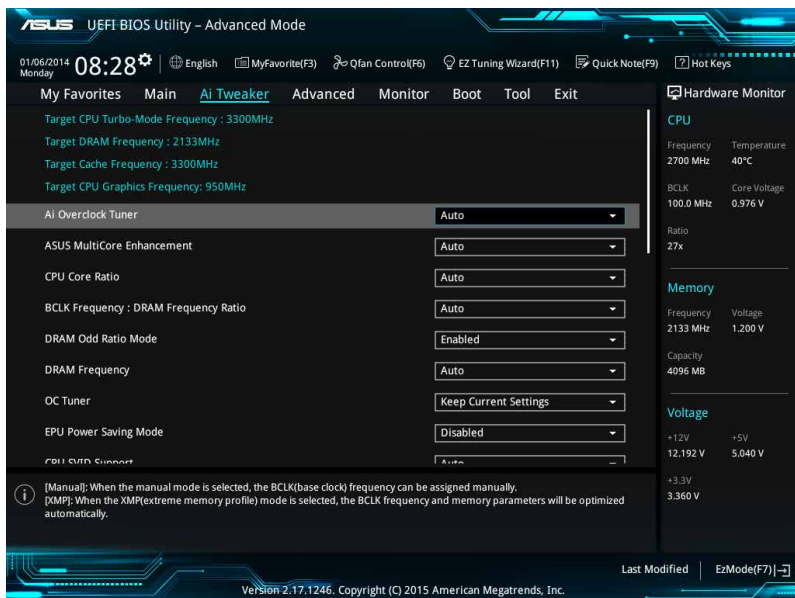 ASUS UEFI BIOS Utility – Advanced Mode
01/06/2014 Monday 08:28 English MyFavorite(F3) Qfan Control(F6) EZ Tuning Wizard(F11) Quick Note(F9) ? Hot Keys
My Favorites Main Ai Tweaker Advanced Monitor Boot Tool Exit
Target CPU Turbo-Mode Frequency : 3300MHz
Target DRAM Frequency : 2133MHz
Target Cache Frequency : 3300MHz
Target CPU Graphics Frequency: 950MHz
Ai Overclock Tuner Auto
ASUS MultiCore Enhancement Auto
CPU Core Ratio Auto
BCLK Frequency : DRAM Frequency Ratio Auto
DRAM Odd Ratio Mode Enabled
DRAM Frequency Auto
OC Tuner Keep Current Settings
EPU Power Saving Mode Disabled
CPU SVID Support Auto
[Manual]: When the manual mode is selected, the BCLK(base clock) frequency can be assigned manually.
[XMP]: When the XMP(extreme memory profile) mode is selected, the BCLK frequency and memory parameters will be optimized
automatically.
Hardware Monitor
CPU
Frequency Temperature
2700 MHz 40°C
BCLK Core Voltage
100.0 MHz 0.976 V
Ratio
27x
Memory
Frequency Voltage
2133 MHz 1.200 V
Capacity
4096 MB
Voltage
+12V +5V
12.192 V 5.040 V
+3.3V
3.360 V
Last Modified EzMode(F7)
Version 2.17.1246. Copyright (C) 2015 American Megatrends, Inc.